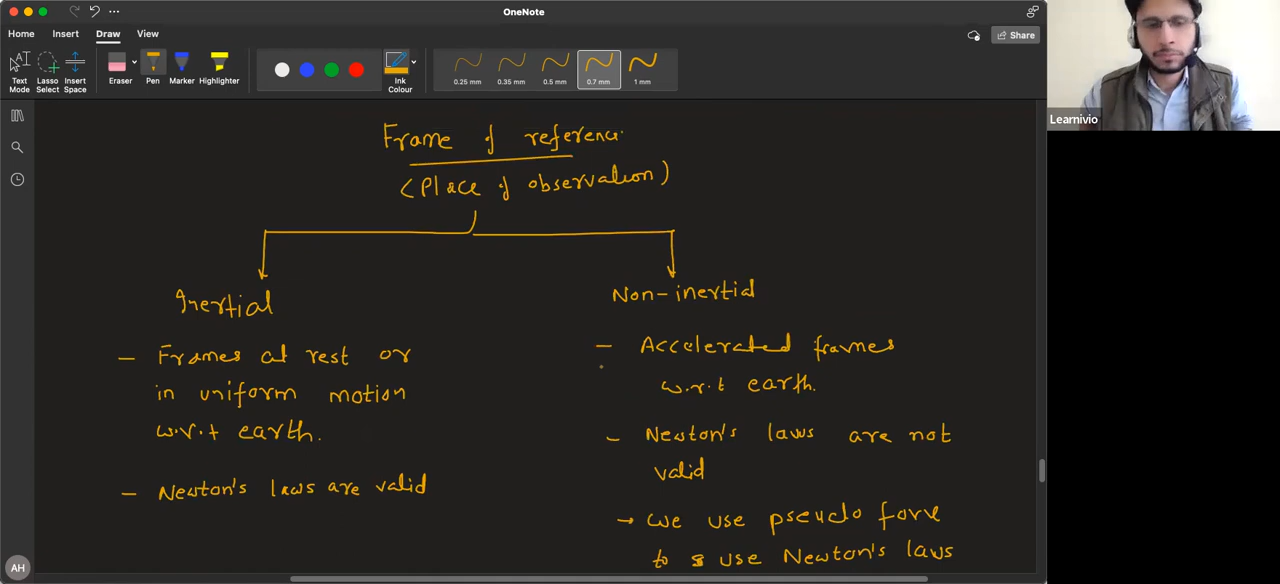 OneNote
Home Insert Draw View
Share
Text Mode
Lasso Select
Insert Space
Eraser
Pen
Marker
Highlighter
Ink Colour
0.25 mm
0.35 mm
0.5 mm
0.7 mm
1 mm
Learnivio
Frame of reference
(Place of observation)
Inertial
– Frames at rest or
in uniform motion
w.r.t earth.
– Newton's laws are valid
Non-inertial
– Accelerated frames
w.r.t earth.
– Newton's laws are not
valid
→ We use pseudo force
to use Newton's laws
AH